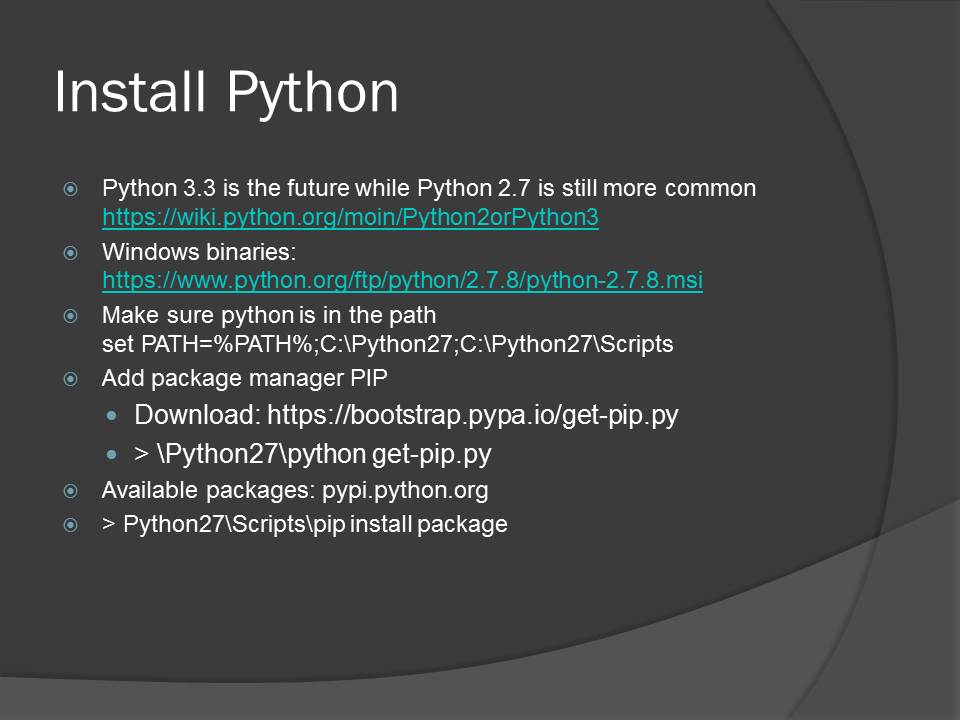 Install Python
Python 3.3 is the future while Python 2.7 is still more common
https://wiki.python.org/moin/Python2orPython3
Windows binaries:
https://www.python.org/ftp/python/2.7.8/python-2.7.8.msi
Make sure python is in the path
set PATH=%PATH%;C:\Python27;C:\Python27\Scripts
Add package manager PIP
Download: https://bootstrap.pypa.io/get-pip.py
> \Python27\python get-pip.py
Available packages: pypi.python.org
> Python27\Scripts\pip install package